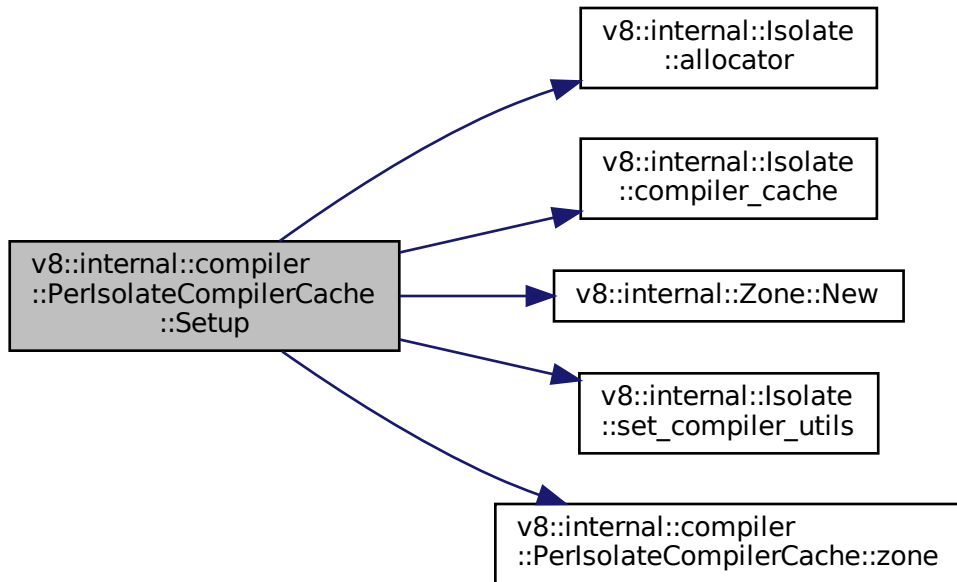 v8::internal::Isolate
::allocator
v8::internal::Isolate
::compiler_cache
v8::internal::compiler
::PerIsolateCompilerCache
::Setup
v8::internal::Zone::New
v8::internal::Isolate
::set_compiler_utils
v8::internal::compiler
::PerIsolateCompilerCache::zone